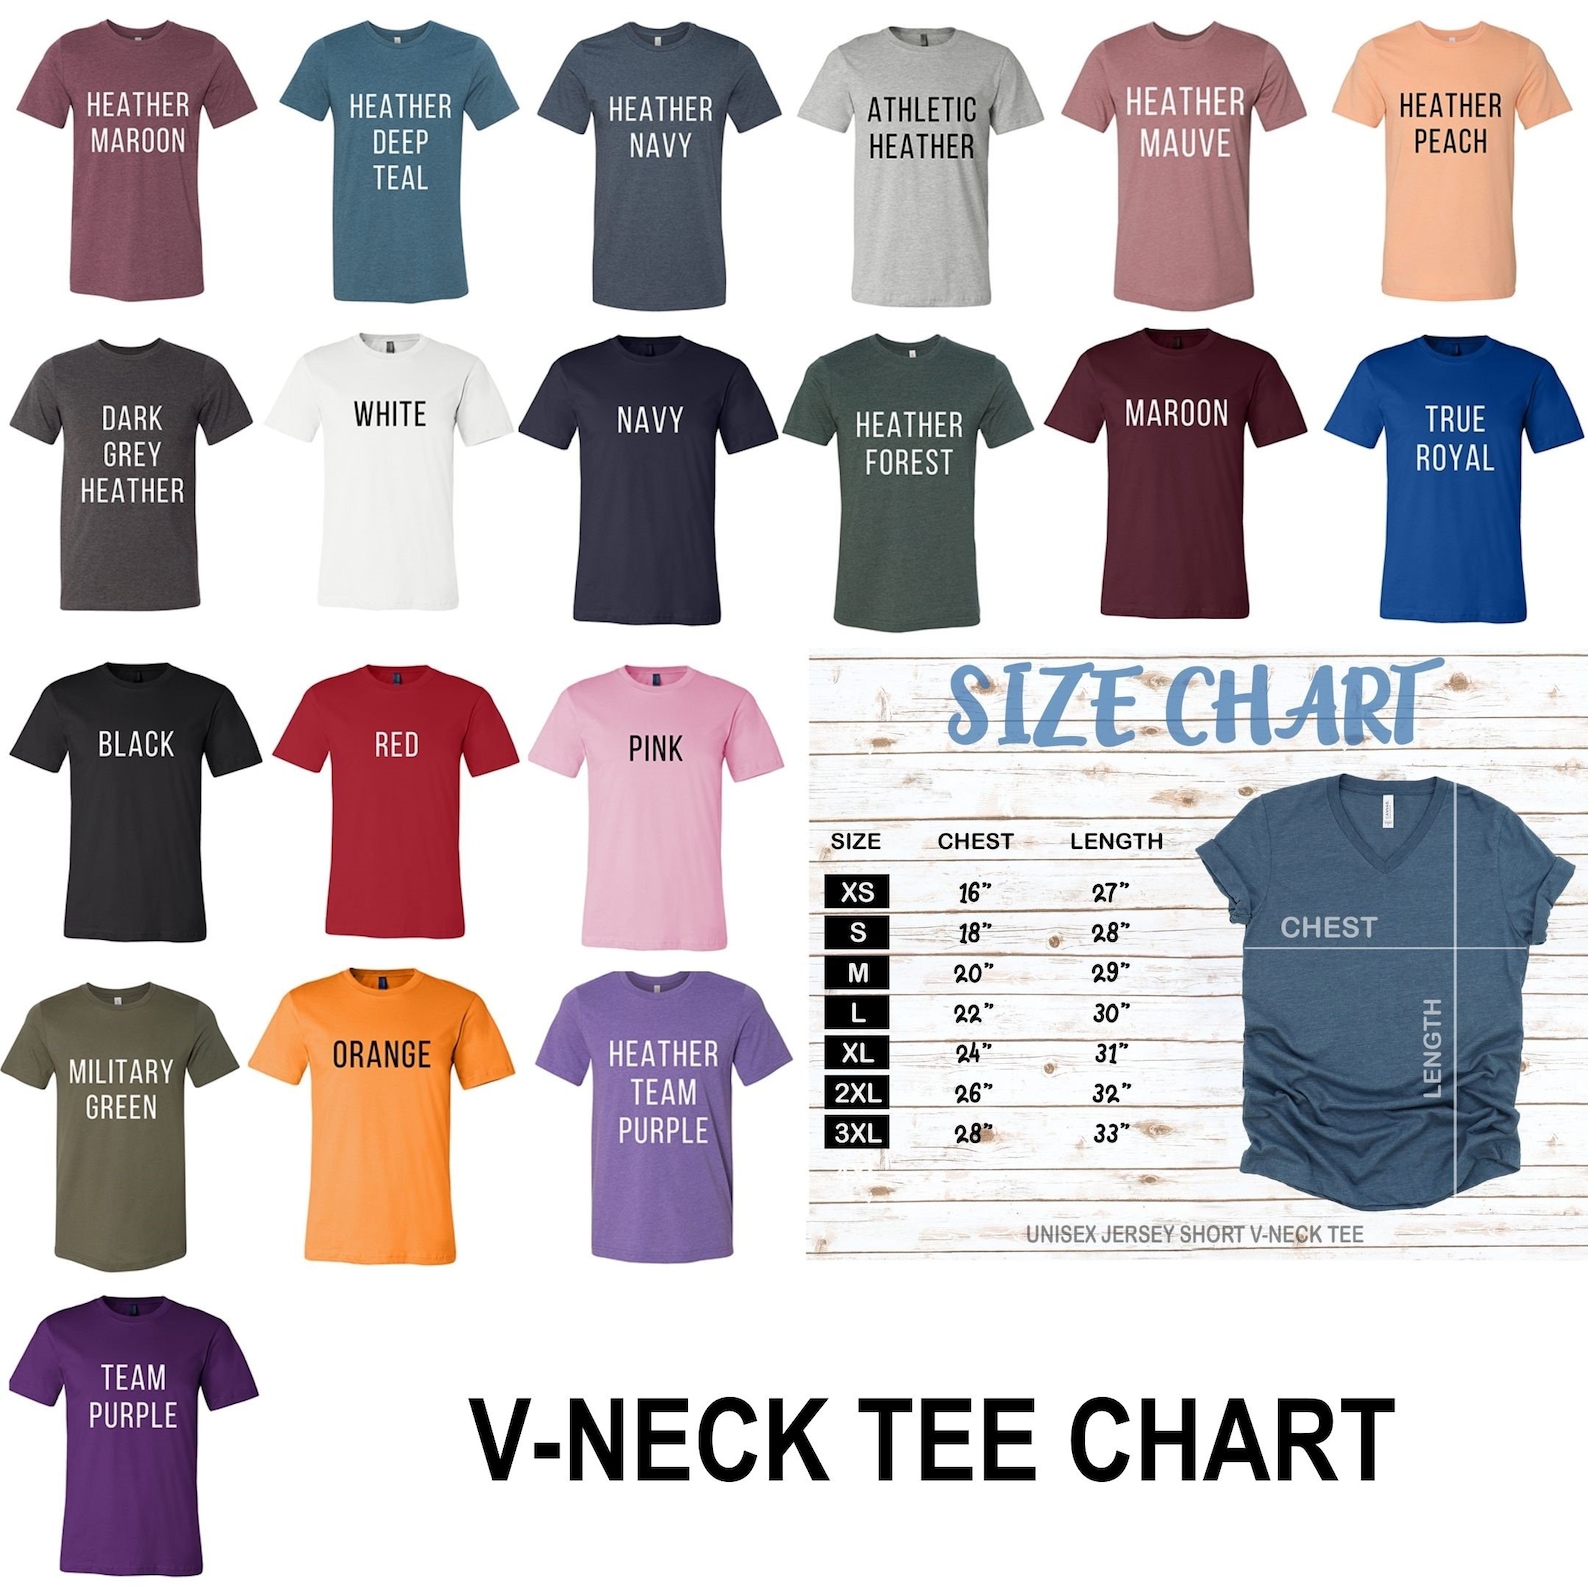 HEATHER
MAROON
HEATHER
DEEP
TEAL
HEATHER
NAVY
ATHLETIC
HEATHER
HEATHER
MAUVE
HEATHER
PEACH
DARK
GREY
HEATHER
WHITE
NAVY
HEATHER
FOREST
MAROON
TRUE
ROYAL
BLACK
RED
PINK
SIZE CHART
SIZE CHEST LENGTH
XS 16" 27"
S 18" 28"
M 20" 29"
L 22" 30"
XL 24" 31"
2XL 26" 32"
3XL 28" 33"
CHEST
LENGTH
UNISEX JERSEY SHORT V-NECK TEE
MILITARY
GREEN
ORANGE
HEATHER
TEAM
PURPLE
TEAM
PURPLE
V-NECK TEE CHART